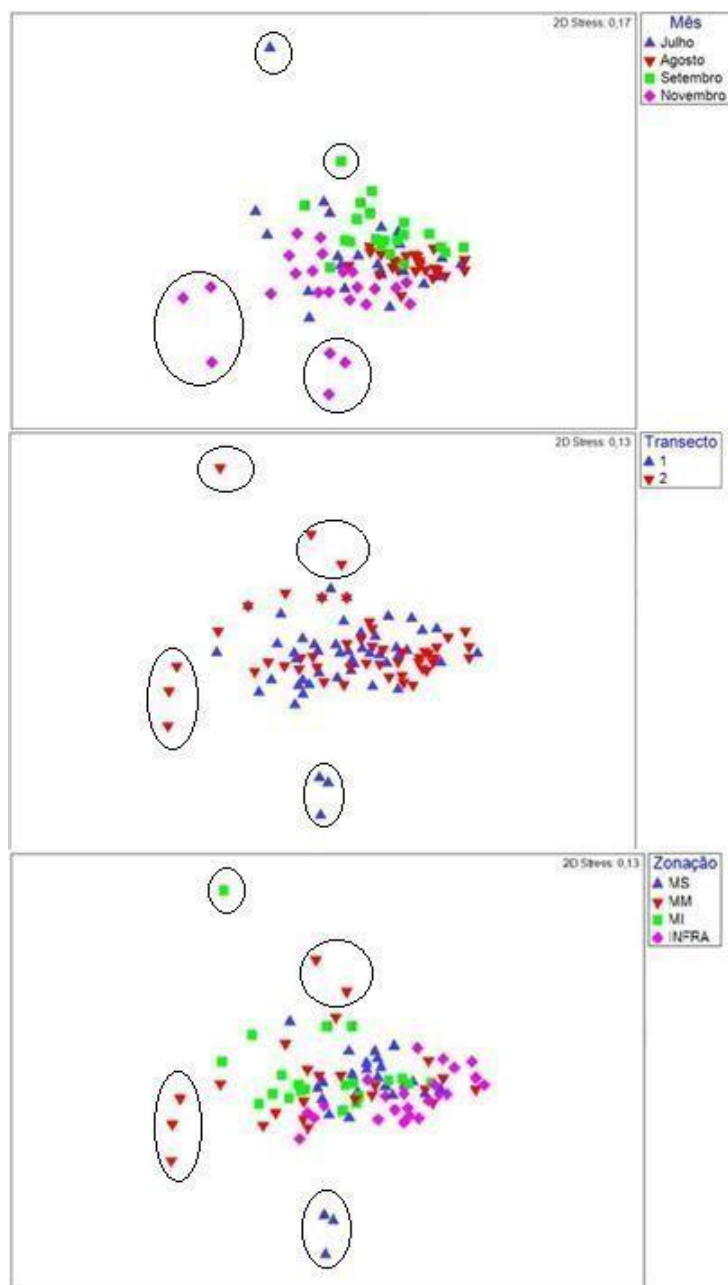 2D Stress: 0,17
Mês
Julho
Agosto
Setembro
Novembro
2D Stress: 0,13
Transecto
1
2
2D Stress: 0,13
Zonação
MS
MM
MI
INFRA